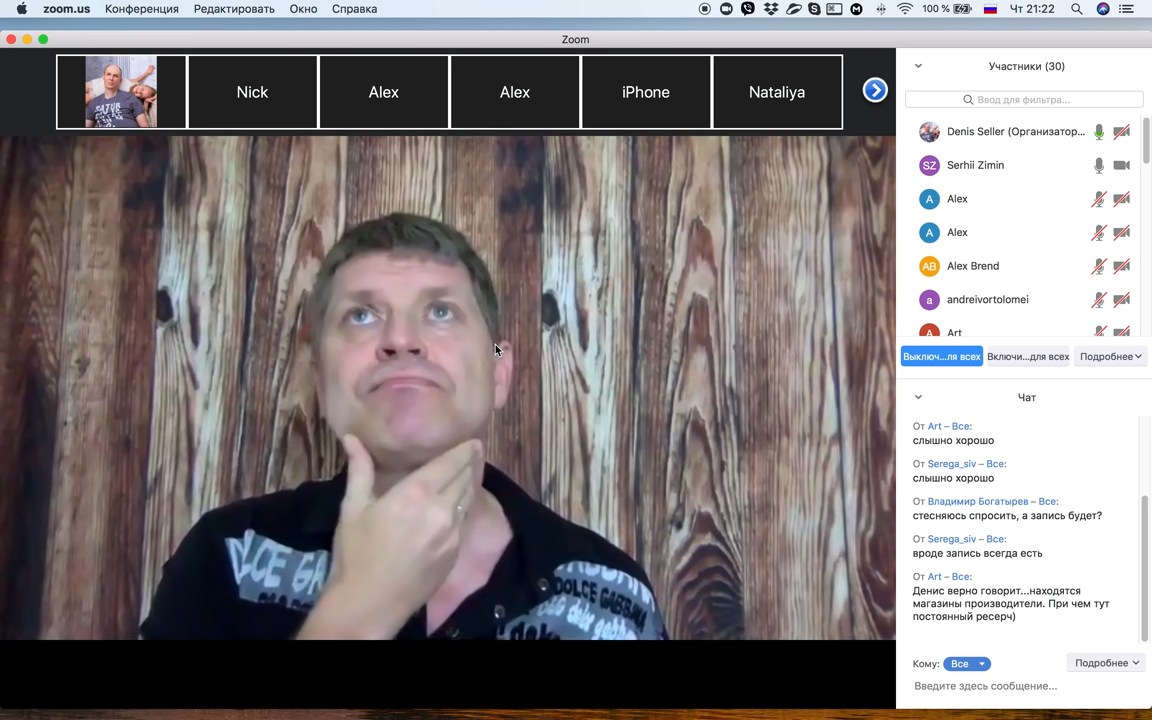 zoom.us Конференция Редактировать Окно Справка 100 % Чт 21:22
Zoom
Nick
Alex
Alex
iPhone
Nataliya
Участники (30)
Ввод для фильтра...
Denis Seller (Организатор...
SZ Serhii Zimin
A Alex
A Alex
AB Alex Brend
a andreivortolomei
A Art
Выключ...ля всех Включи...для всех Подробнее
Чат
От Art – Все:
слышно хорошо
От Serega_siv – Все:
слышно хорошо
От Владимир Богатырев – Все:
стесняюсь спросить, а запись будет?
От Serega_siv – Все:
вроде запись всегда есть
От Art – Все:
Денис верно говорит...находятся
магазины производители. При чем тут
постоянный ресерч)
Кому: Все Подробнее
Введите здесь сообщение...
DOLCE GABBA